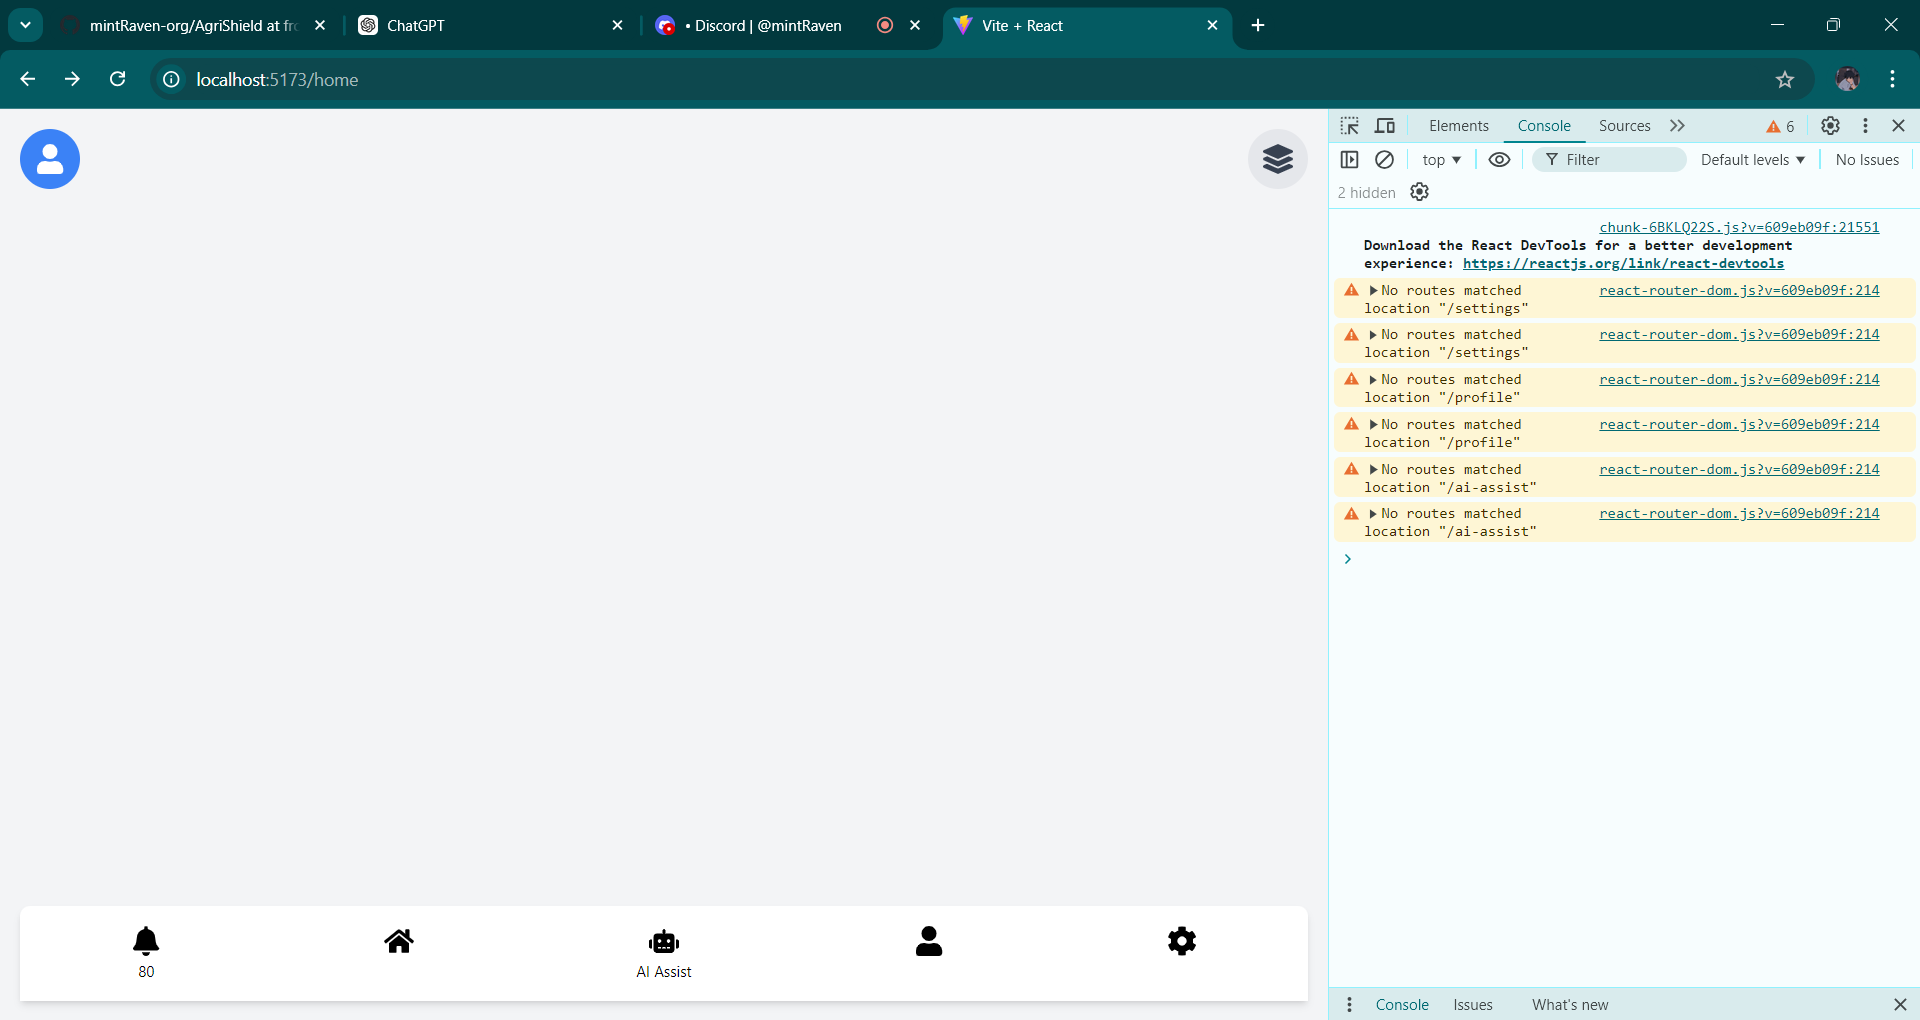 mintRaven-org/AgriShield at fr
ChatGPT
• Discord | @mintRaven
Vite + React
localhost:5173/home
Elements
Console
Sources
6
top
Filter
Default levels
No Issues
2 hidden
chunk-6BKLQ22S.js?v=609eb09f:21551
Download the React DevTools for a better development
experience: https://reactjs.org/link/react-devtools
No routes matched react-router-dom.js?v=609eb09f:214
location "/settings"
No routes matched react-router-dom.js?v=609eb09f:214
location "/settings"
No routes matched react-router-dom.js?v=609eb09f:214
location "/profile"
No routes matched react-router-dom.js?v=609eb09f:214
location "/profile"
No routes matched react-router-dom.js?v=609eb09f:214
location "/ai-assist"
No routes matched react-router-dom.js?v=609eb09f:214
location "/ai-assist"
80
AI Assist
Console
Issues
What's new